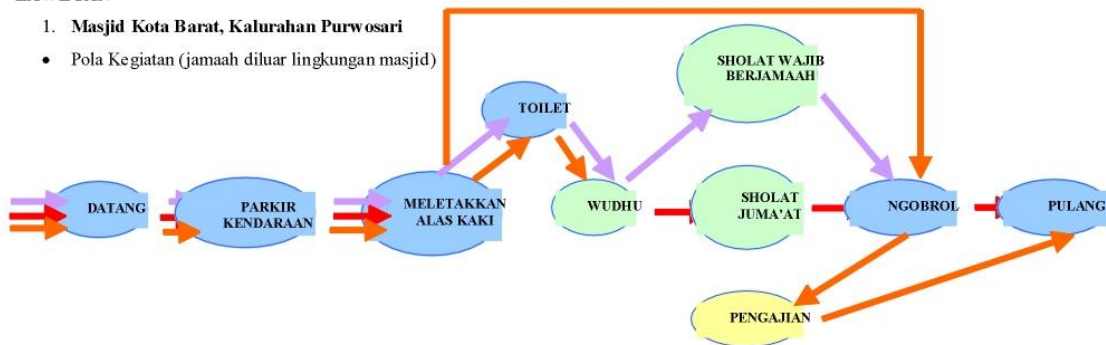 1. Masjid Kota Barat, Kalurahan Purwosari
• Pola Kegiatan (jamaah diluar lingkungan masjid)
SHOLAT WAJIB
BERJAMAAH
TOILET
DATANG
PARKIR
KENDARAAN
MELETAKKAN
ALAS KAKI
WUDHU
SHOLAT
JUMA'AT
NGOBROL
PULANG
PENGAJIAN